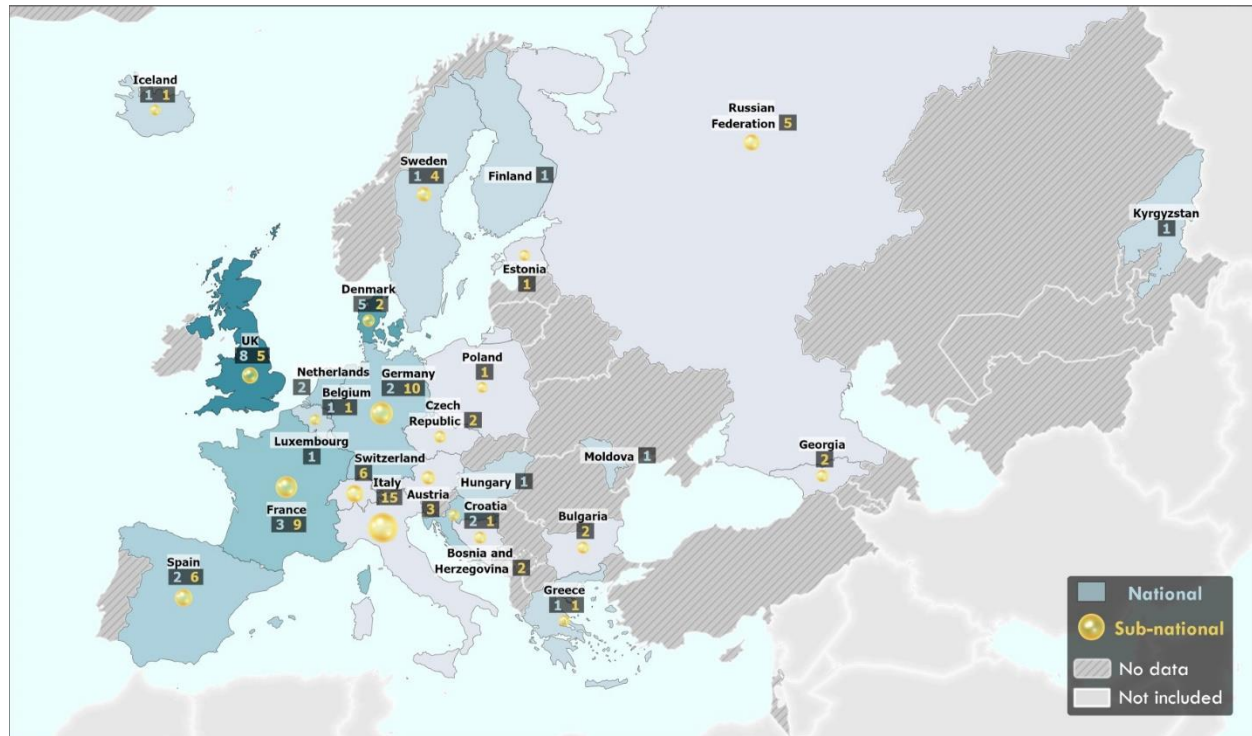 Iceland
1 1
Russian
Federation 5
Sweden
1 4
Finland 1
Kyrgyzstan
1
Estonia
1
Denmark
5 2
UK
8 5
Poland
1
Netherlands
2
Germany
2 10
Belgium
1 1
Czech
Republic 2
Luxembourg
1
Switzerland
6
Moldova 1
Georgia
2
Italy
15
Hungary 1
Austria
3
France
3 9
Croatia
2 1
Bulgaria
2
Bosnia and
Herzegovina 2
Spain
2 6
Greece
1 1
National
Sub-national
No data
Not included